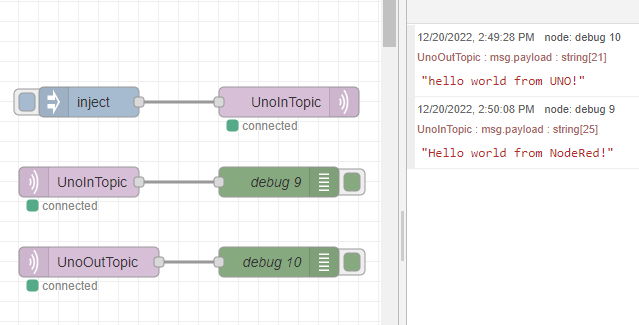 inject
UnoInTopic
connected
UnoInTopic
debug 9
connected
UnoOutTopic
debug 10
connected
12/20/2022, 2:49:28 PM node: debug 10
UnoOutTopic : msg.payload : string[21]
"hello world from UNO!"
12/20/2022, 2:50:08 PM node: debug 9
UnoInTopic : msg.payload : string[25]
"Hello world from NodeRed!"